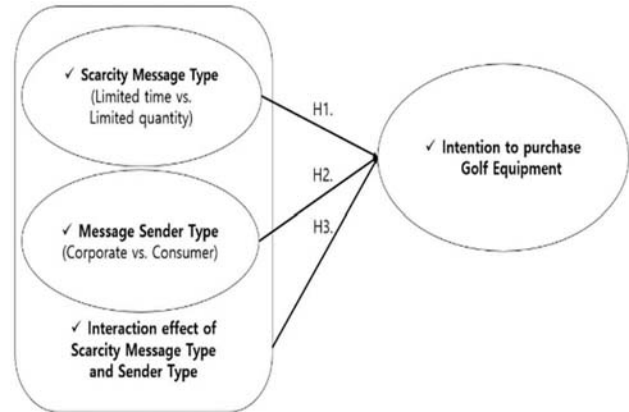 ✓ Scarcity Message Type
(Limited time vs.
Limited quantity)
H1.
✓ Intention to purchase
Golf Equipment
H2.
✓ Message Sender Type
(Corporate vs. Consumer)
H3.
✓ Interaction effect of
Scarcity Message Type
and Sender Type